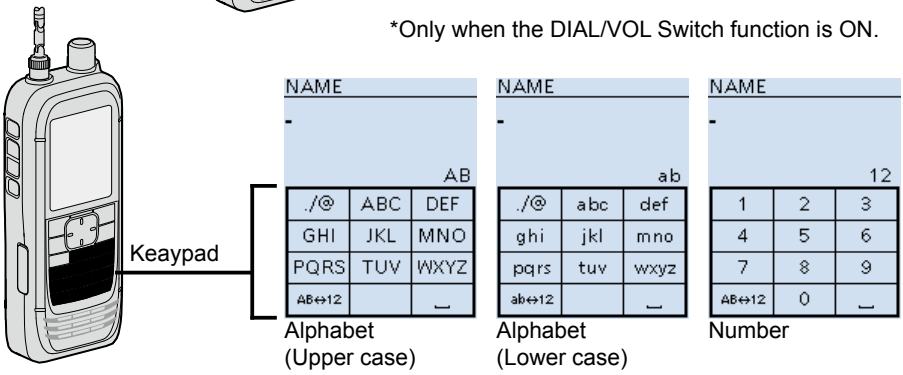 *Only when the DIAL/VOL Switch function is ON.
NAME NAME NAME
- - -
AB ab 12
./@ ABC DEF ./@ abc def 1 2 3
GHI JKL MNO ghi jkl mno 4 5 6
Keaypad
PQRS TUV WXYZ pqrs tuv wxyz 7 8 9
AB↔12 ⎵ ab↔12 ⎵ AB↔12 0 ⎵
Alphabet Alphabet Number
(Upper case) (Lower case)